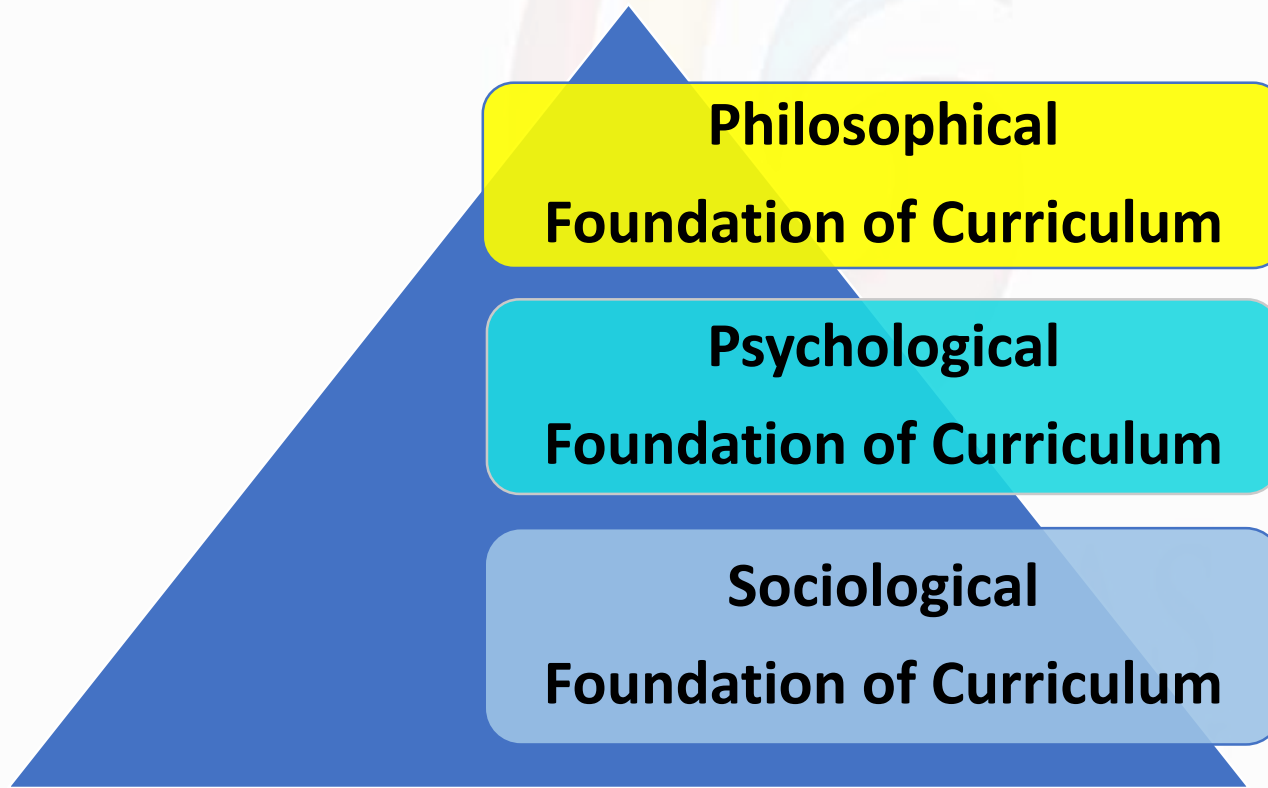 Philosophical
Foundation of Curriculum
Psychological
Foundation of Curriculum
Sociological
Foundation of Curriculum